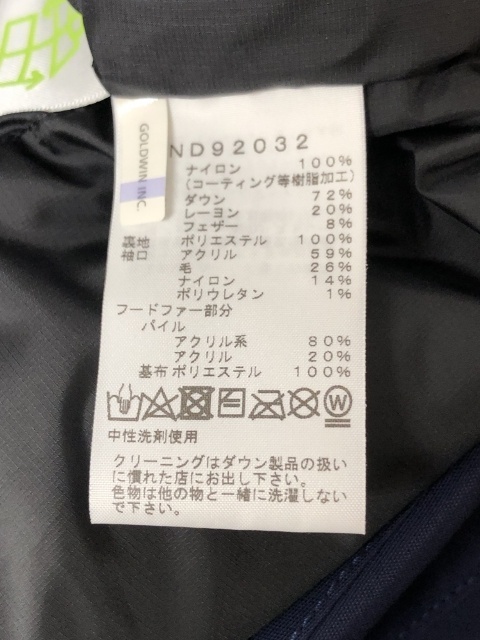 GOLDWIN INC.
ND92032
ナイロン 100%
(コーティング等樹脂加工)
ダウン 72%
レーヨン 20%
フェザー 8%
裏地 ポリエステル 100%
袖口 アクリル 59%
毛 26%
ナイロン 14%
ポリウレタン 1%
フードファー部分
パイル
アクリル系 80%
アクリル 20%
基布 ポリエステル 100%
W
中性洗剤使用
クリーニングはダウン製品の扱い
に慣れた店にお出し下さい。
色物は他の物と一緒に洗濯しない
で下さい。